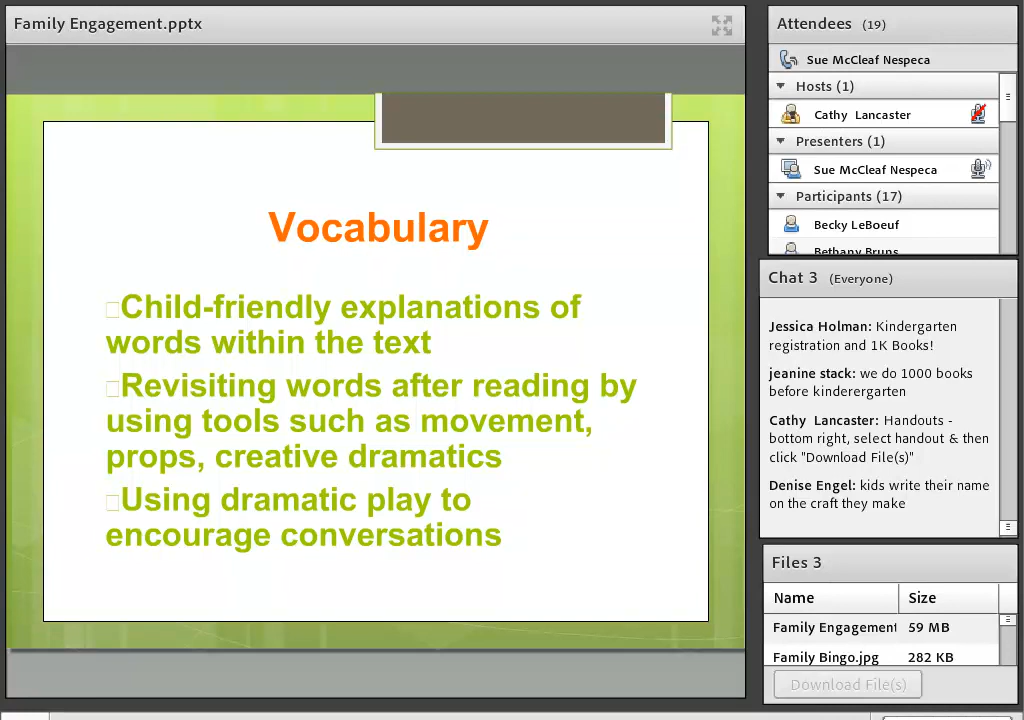 Family Engagement.pptx
Vocabulary
Child-friendly explanations of
words within the text
Revisiting words after reading by
using tools such as movement,
props, creative dramatics
Using dramatic play to
encourage conversations
Attendees (19)
Sue McCleaf Nespeca
Hosts (1)
Cathy Lancaster
Presenters (1)
Sue McCleaf Nespeca
Participants (17)
Becky LeBoeuf
Bethany Bruns
Chat 3 (Everyone)
Jessica Holman: Kindergarten
registration and 1K Books!
jeanine stack: we do 1000 books
before kinderergarten
Cathy Lancaster: Handouts -
bottom right, select handout & then
click "Download File(s)"
Denise Engel: kids write their name
on the craft they make
Files 3
Name Size
Family Engagement 59 MB
Family Bingo.jpg 282 KB
Download File(s)